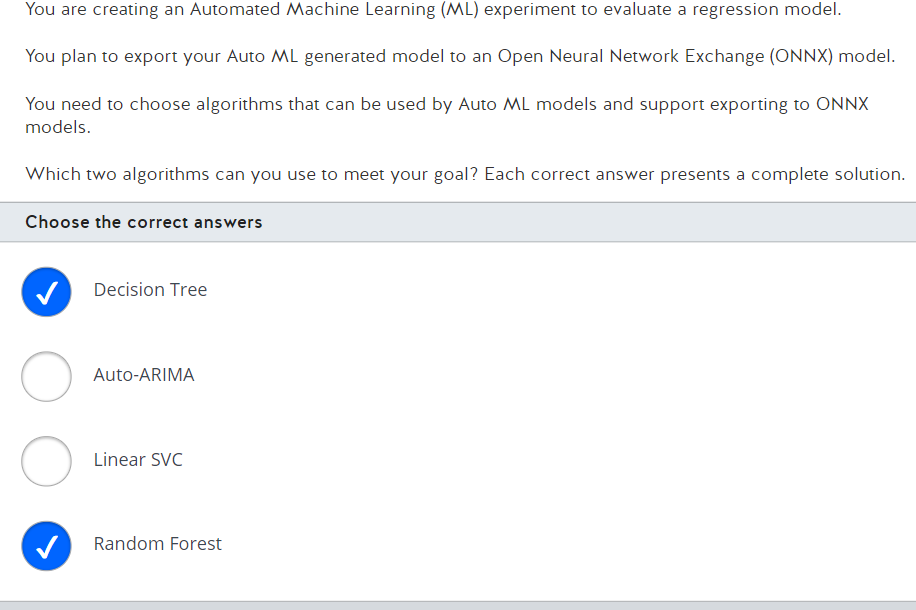 You are creating an Automated Machine Learning (ML) experiment to evaluate a regression model.
You plan to export your Auto ML generated model to an Open Neural Network Exchange (ONNX) model.
You need to choose algorithms that can be used by Auto ML models and support exporting to ONNX
models.
Which two algorithms can you use to meet your goal? Each correct answer presents a complete solution.
Choose the correct answers
Decision Tree
Auto-ARIMA
Linear SVC
Random Forest